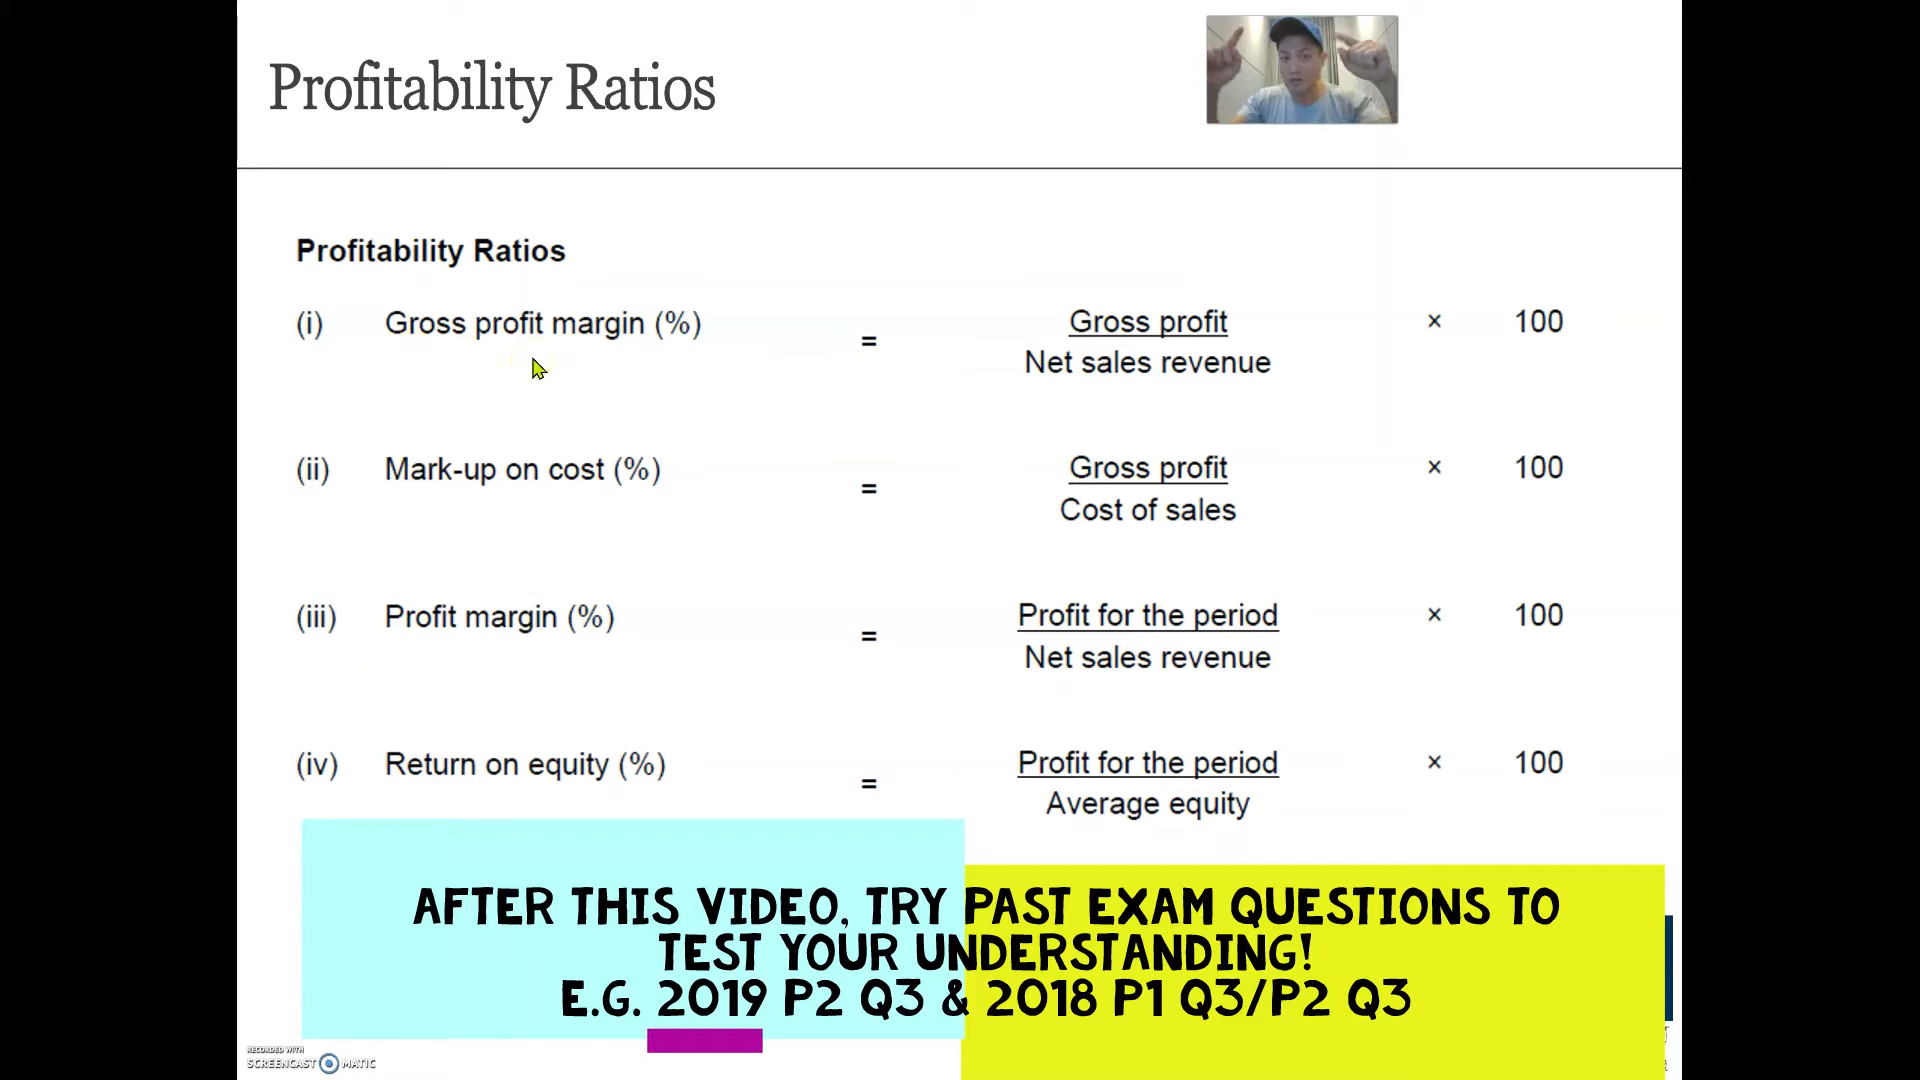 Profitability Ratios
Profitability Ratios
(i) Gross profit margin (%) = Gross profit × 100
Net sales revenue
(ii) Mark-up on cost (%) = Gross profit × 100
Cost of sales
(iii) Profit margin (%) = Profit for the period × 100
Net sales revenue
(iv) Return on equity (%) = Profit for the period × 100
Average equity
AFTER THIS VIDEO, TRY PAST EXAM QUESTIONS TO
TEST YOUR UNDERSTANDING!
E.G. 2019 P2 Q3 & 2018 P1 Q3/P2 Q3
RECORDED WITH
SCREENCAST MATIC